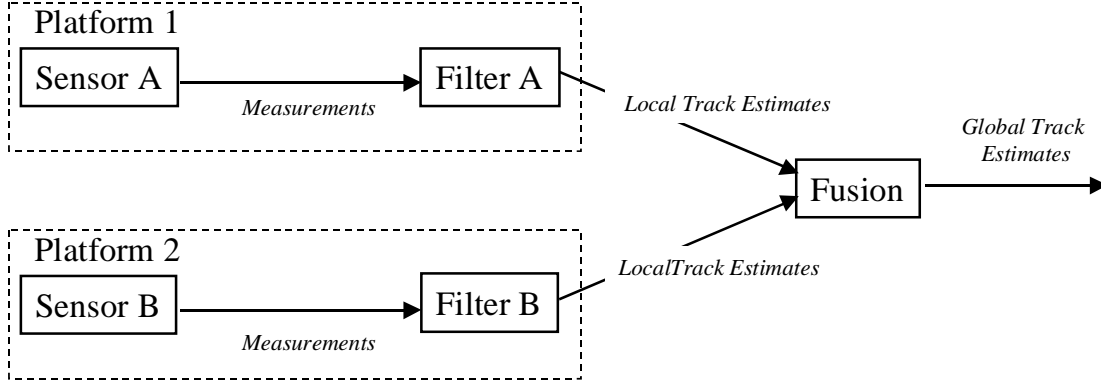 Platform 1
Sensor A
Measurements
Filter A
Local Track Estimates
Fusion
Global Track
Estimates
Platform 2
Sensor B
Measurements
Filter B
LocalTrack Estimates